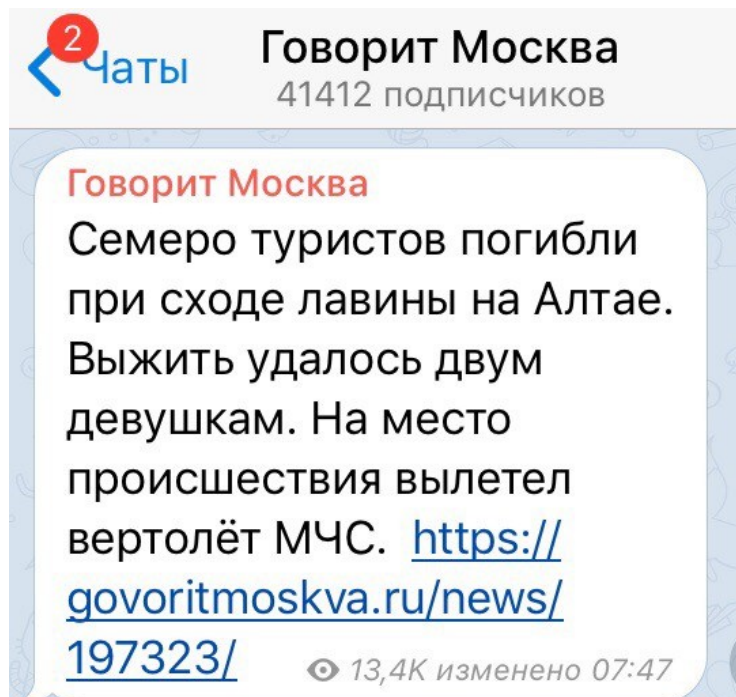 2
Чаты
Говорит Москва
41412 подписчиков
Говорит Москва
Семеро туристов погибли
при сходе лавины на Алтае.
Выжить удалось двум
девушкам. На место
происшествия вылетел
вертолёт МЧС. https://
govoritmoskva.ru/news/
197323/
13,4K изменено 07:47